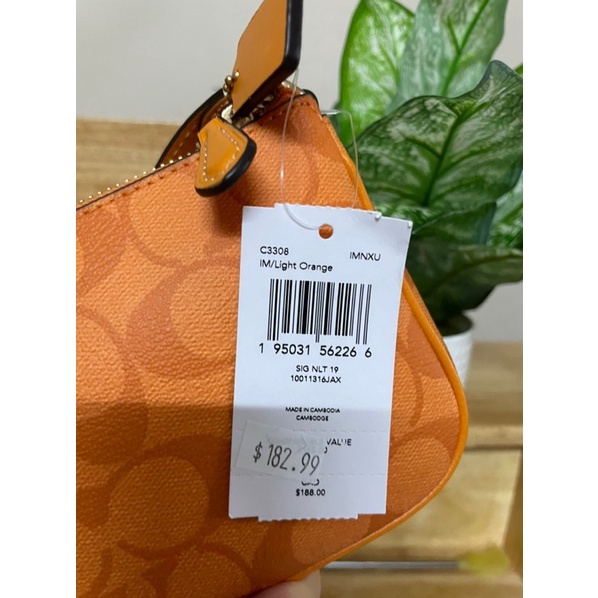 C3308 IMNXU
IM/Light Orange
1 95031 56226 6
SIG NLT 19
10011316JAX
MADE IN CAMBODIA
CAMBODGE
VALUE
$182.99
$188.00